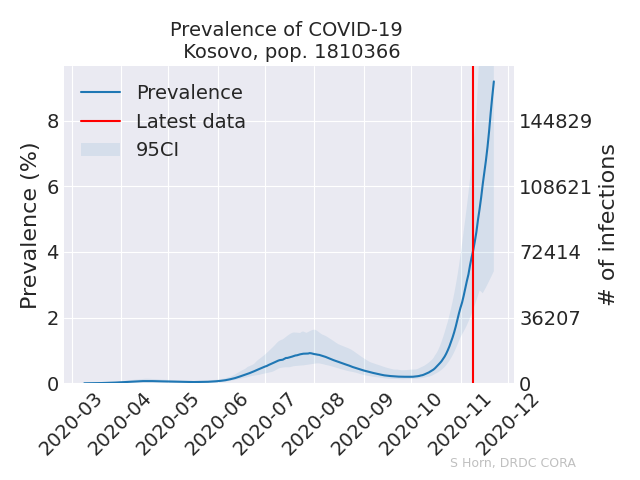 Prevalence of COVID-19
Kosovo, pop. 1810366
Prevalence
Latest data
95CI
Prevalence (%)
8
6
4
2
0
144829
108621
72414
36207
0
# of infections
2020-03
2020-04
2020-05
2020-06
2020-07
2020-08
2020-09
2020-10
2020-11
2020-12
S Horn, DRDC CORA